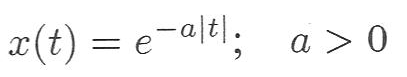 x(t) = e^{-a|t|}; a > 0